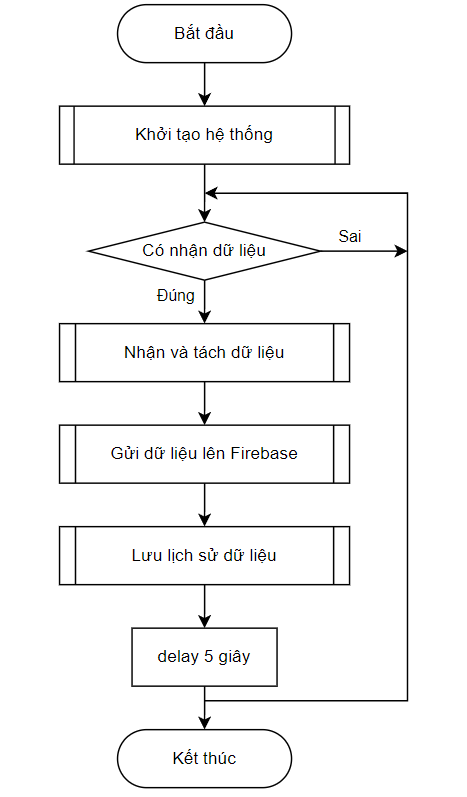 Bắt đầu
Khởi tạo hệ thống
Có nhận dữ liệu
Sai
Đúng
Nhận và tách dữ liệu
Gửi dữ liệu lên Firebase
Lưu lịch sử dữ liệu
delay 5 giây
Kết thúc